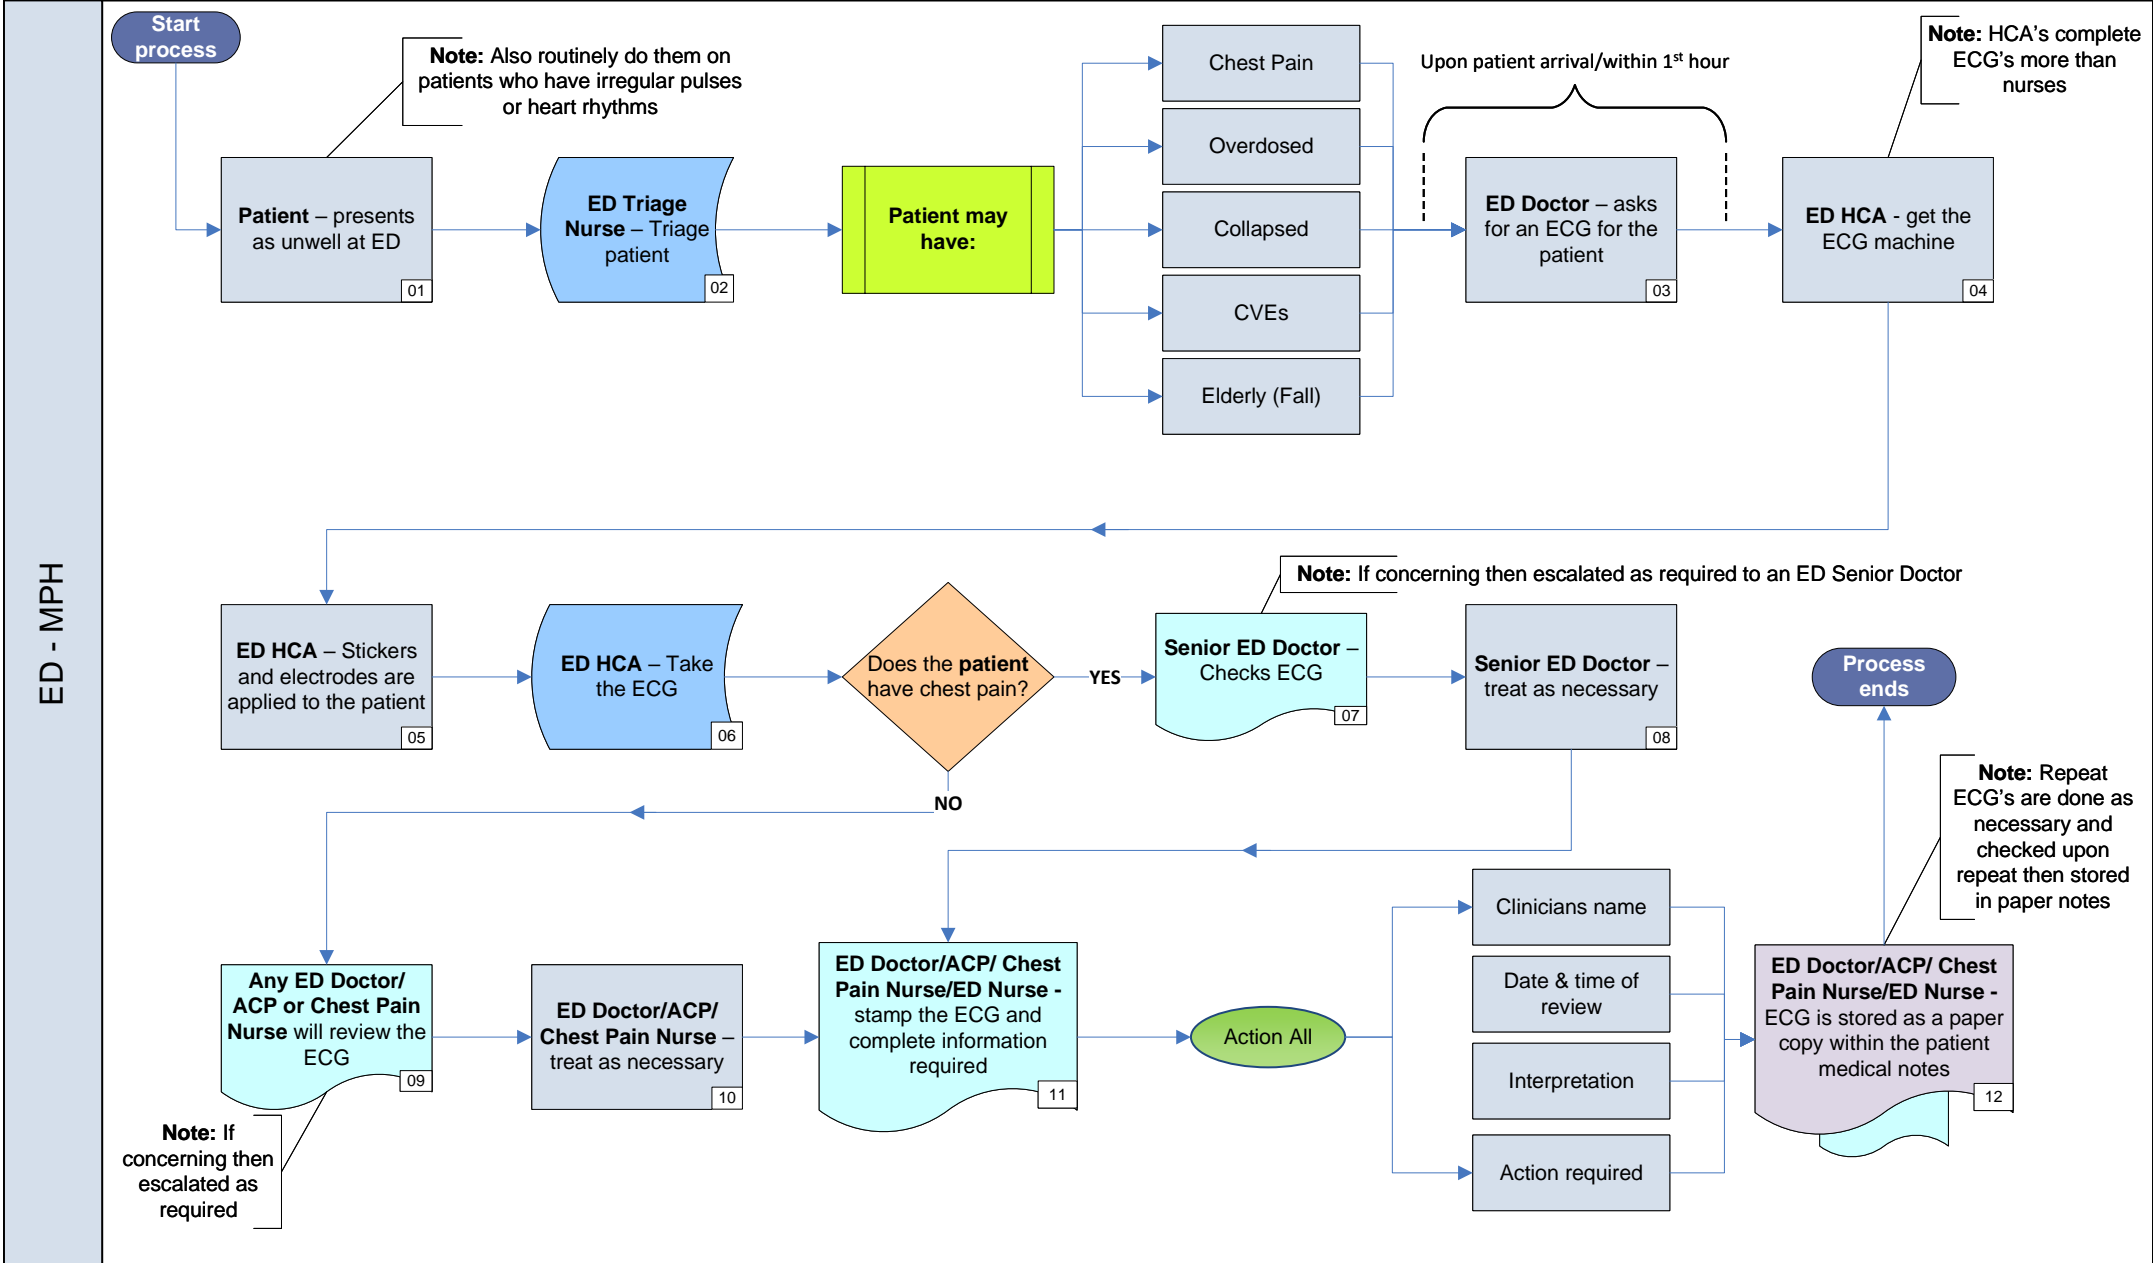 ED - MPH
Start
process
Note: Also routinely do them on
patients who have irregular pulses
or heart rhythms
Patient – presents
as unwell at ED
01
ED Triage
Nurse – Triage
patient
02
Patient may
have:
Chest Pain
Overdosed
Collapsed
CVEs
Elderly (Fall)
Upon patient arrival/within 1st hour
ED Doctor – asks
for an ECG for the
patient
03
Note: HCA's complete
ECG's more than
nurses
ED HCA - get the
ECG machine
04
ED HCA – Stickers
and electrodes are
applied to the patient
05
ED HCA – Take
the ECG
06
Does the patient
have chest pain?
YES
NO
Note: If concerning then escalated as required to an ED Senior Doctor
Senior ED Doctor –
Checks ECG
07
Senior ED Doctor –
treat as necessary
08
Any ED Doctor/
ACP or Chest Pain
Nurse will review the
ECG
09
Note: If
concerning then
escalated as
required
ED Doctor/ACP/
Chest Pain Nurse –
treat as necessary
10
ED Doctor/ACP/ Chest
Pain Nurse/ED Nurse -
stamp the ECG and
complete information
required
11
Action All
Clinicians name
Date & time of
review
Interpretation
Action required
ED Doctor/ACP/ Chest
Pain Nurse/ED Nurse -
ECG is stored as a paper
copy within the patient
medical notes
12
Note: Repeat
ECG's are done as
necessary and
checked upon
repeat then stored
in paper notes
Process
ends